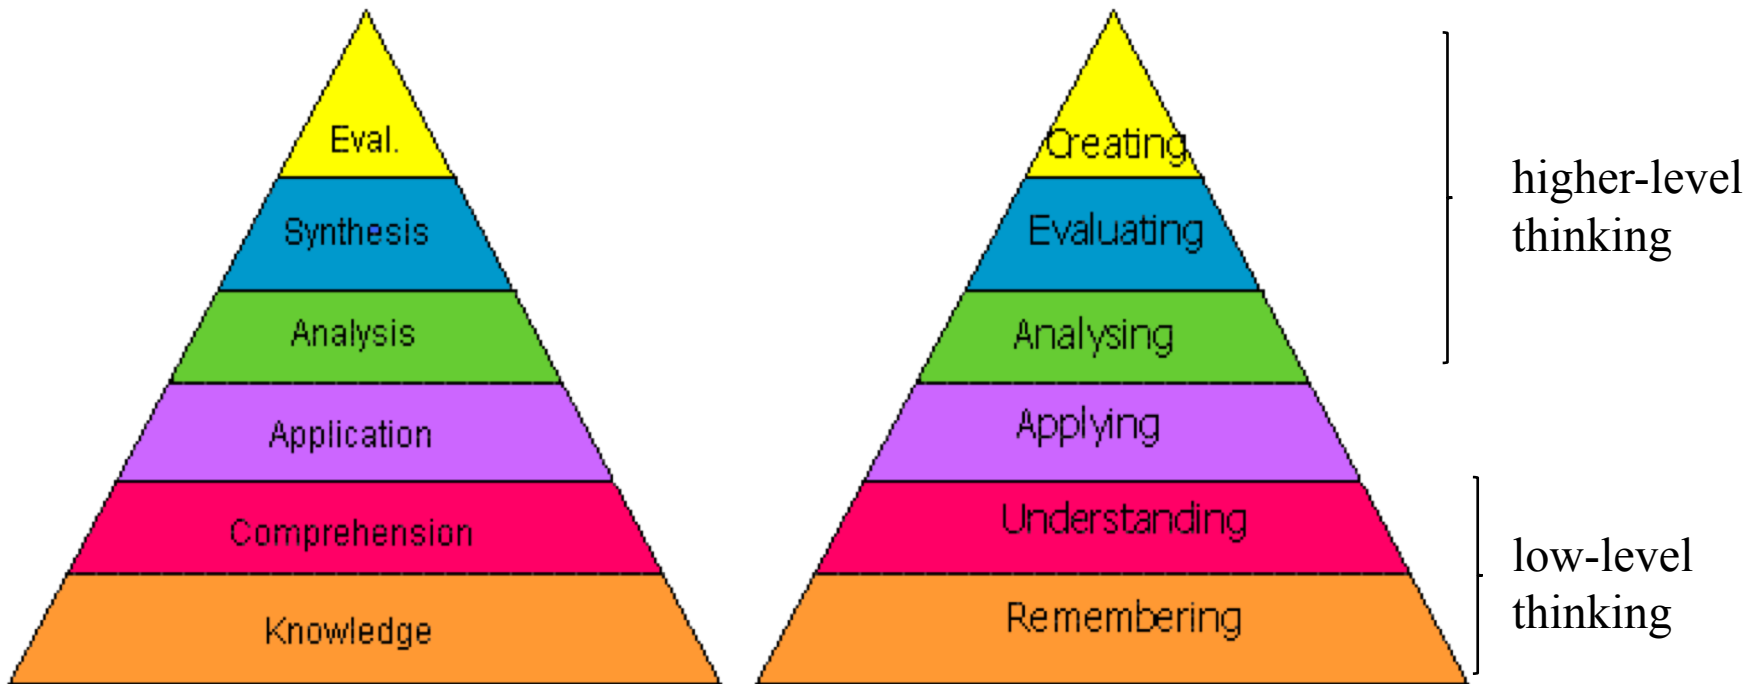 Eval.
Synthesis
Analysis
Application
Comprehension
Knowledge
Creating
Evaluating
Analysing
Applying
Understanding
Remembering
higher-level
thinking
low-level
thinking